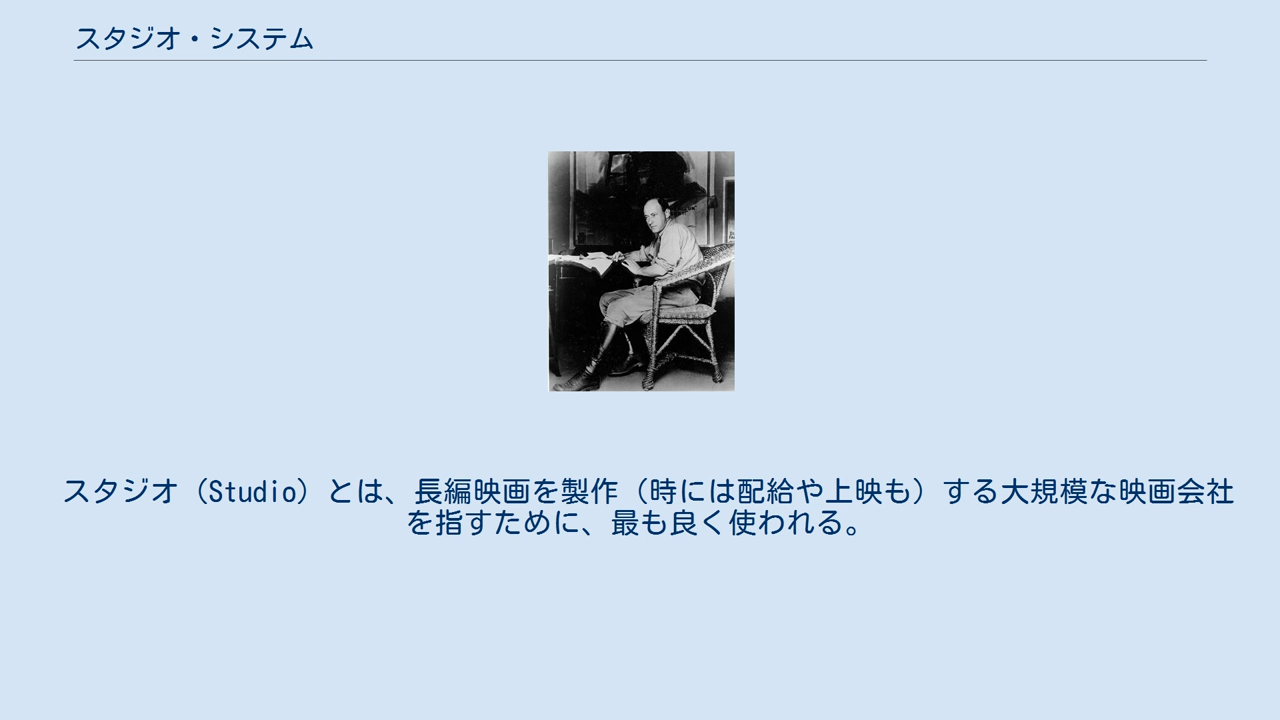 スタジオ・システム
スタジオ（Studio）とは、長編映画を製作（時には配給や上映も）する大規模な映画会社
を指すために、最も良く使われる。